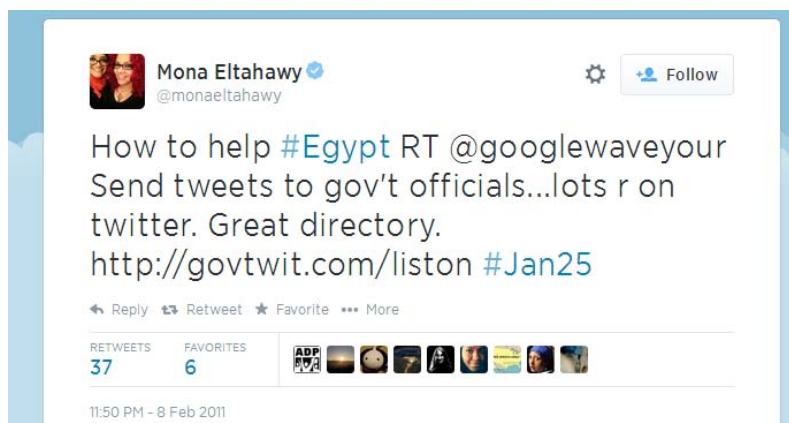 Mona Eltahawy
@monaeltahawy
Follow
How to help #Egypt RT @googlewaveyour
Send tweets to gov't officials...lots r on
twitter. Great directory.
http://govtwit.com/liston #Jan25
Reply Retweet Favorite More
RETWEETS FAVORITES
37 6
ADP
11:50 PM - 8 Feb 2011